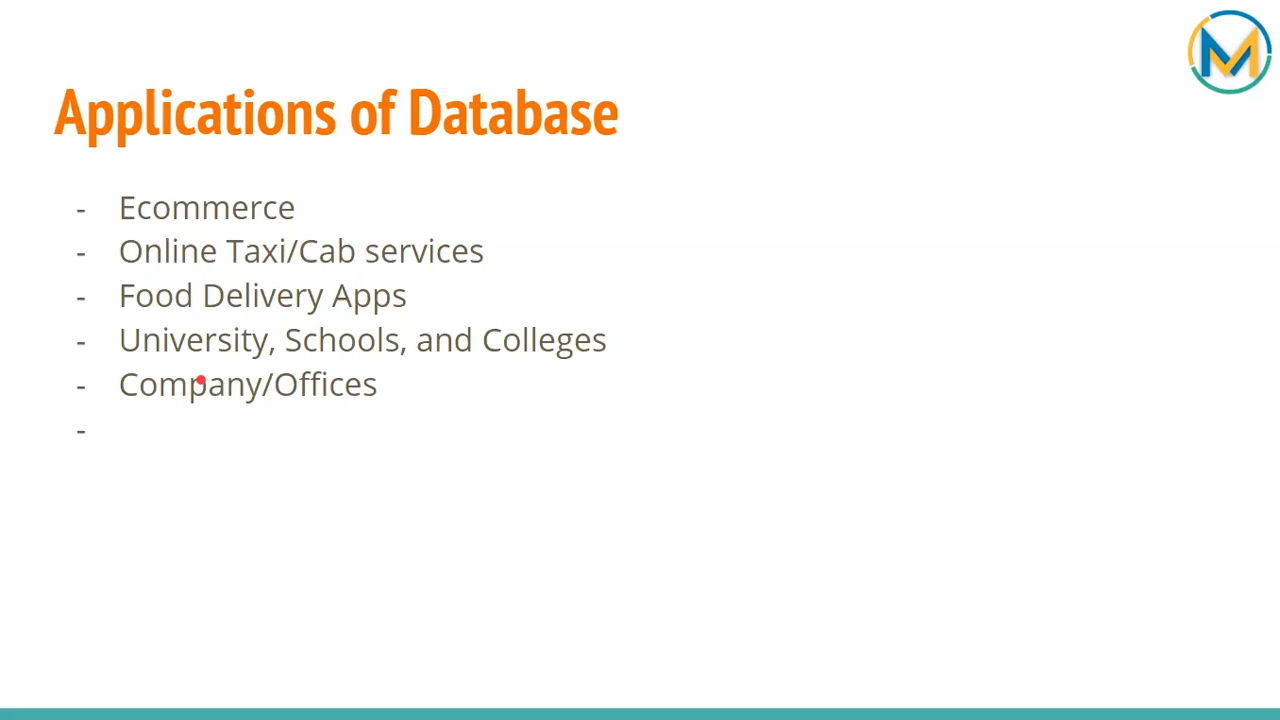 Applications of Database
- Ecommerce
- Online Taxi/Cab services
- Food Delivery Apps
- University, Schools, and Colleges
- Company/Offices
-